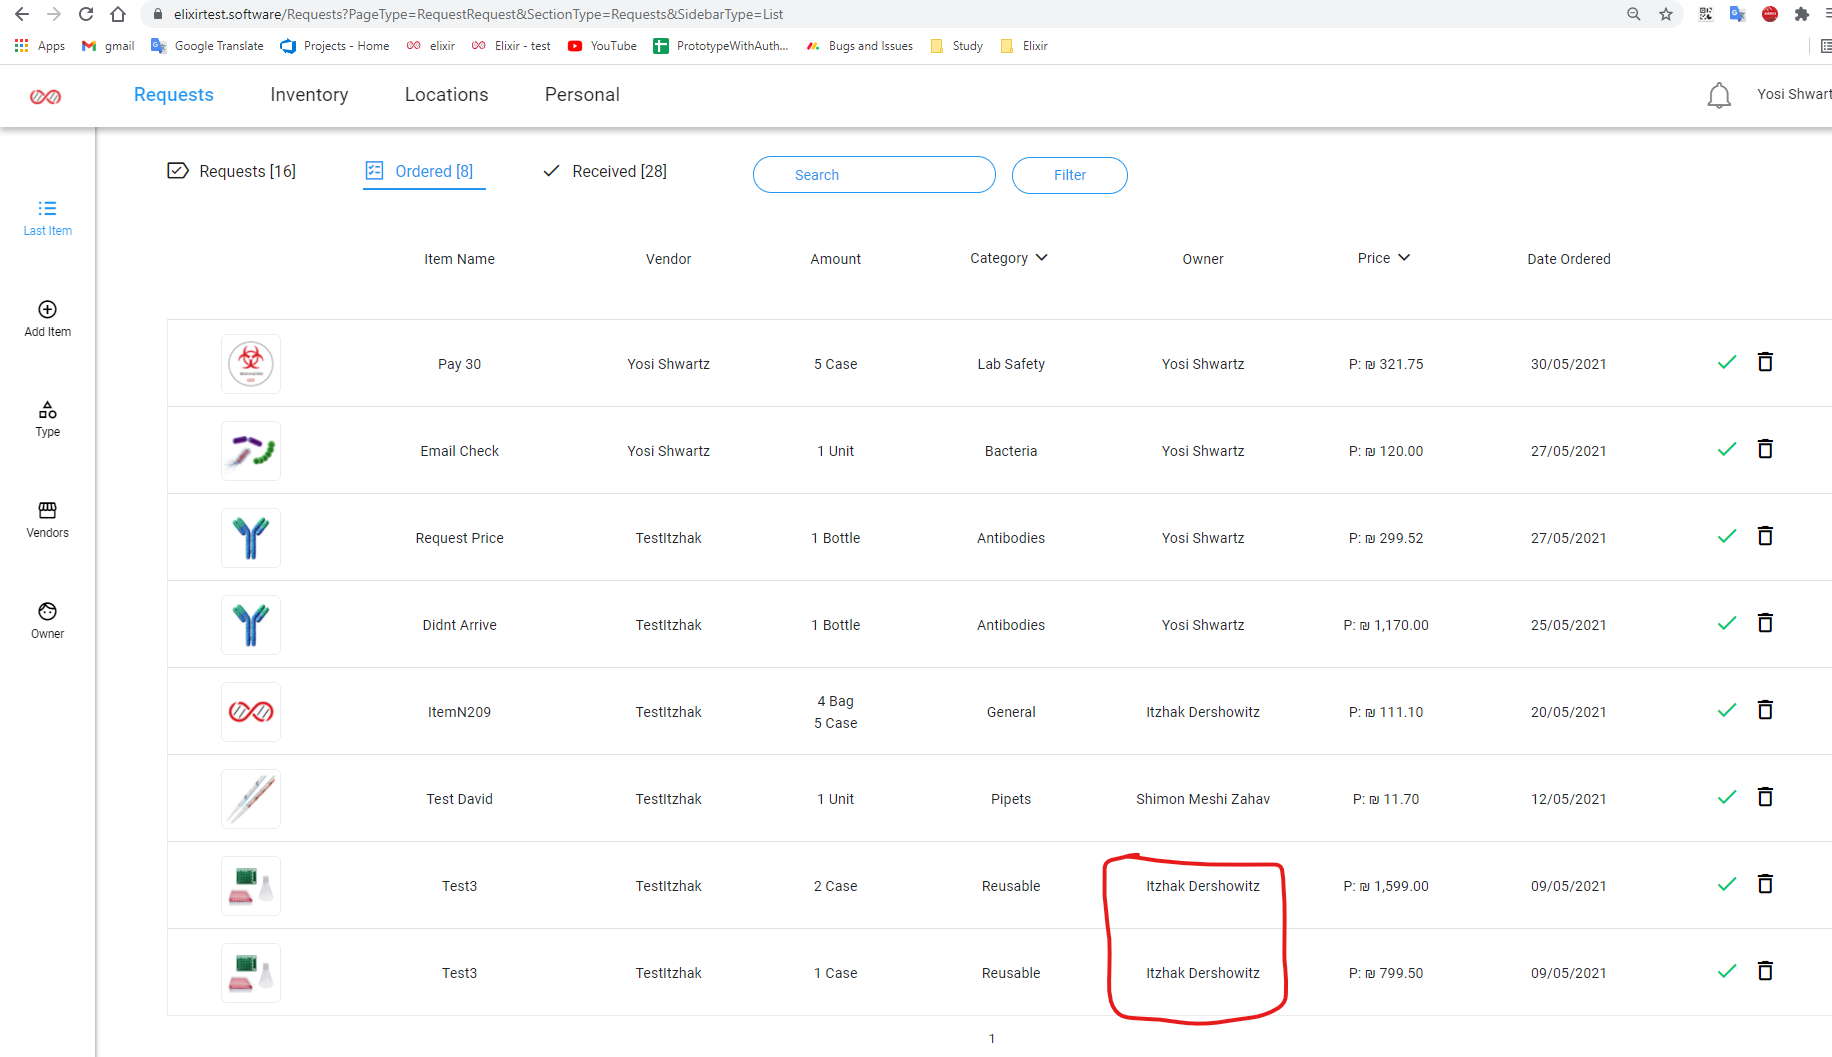 elixirtest.software/Requests?PageType=RequestRequest&SectionType=Requests&SidebarType=List
Apps gmail Google Translate Projects - Home elixir Elixir - test YouTube PrototypeWithAuth... Bugs and Issues Study Elixir
Requests Inventory Locations Personal Yosi Shwart
Requests [16] Ordered [8] Received [28] Search Filter
Last Item
Add Item
Type
Vendors
Owner
Item Name Vendor Amount Category Owner Price Date Ordered
Pay 30 Yosi Shwartz 5 Case Lab Safety Yosi Shwartz P: ₪ 321.75 30/05/2021
Email Check Yosi Shwartz 1 Unit Bacteria Yosi Shwartz P: ₪ 120.00 27/05/2021
Request Price TestItzhak 1 Bottle Antibodies Yosi Shwartz P: ₪ 299.52 27/05/2021
Didnt Arrive TestItzhak 1 Bottle Antibodies Yosi Shwartz P: ₪ 1,170.00 25/05/2021
ItemN209 TestItzhak 4 Bag 5 Case General Itzhak Dershowitz P: ₪ 111.10 20/05/2021
Test David TestItzhak 1 Unit Pipets Shimon Meshi Zahav P: ₪ 11.70 12/05/2021
Test3 TestItzhak 2 Case Reusable Itzhak Dershowitz P: ₪ 1,599.00 09/05/2021
Test3 TestItzhak 1 Case Reusable Itzhak Dershowitz P: ₪ 799.50 09/05/2021
1